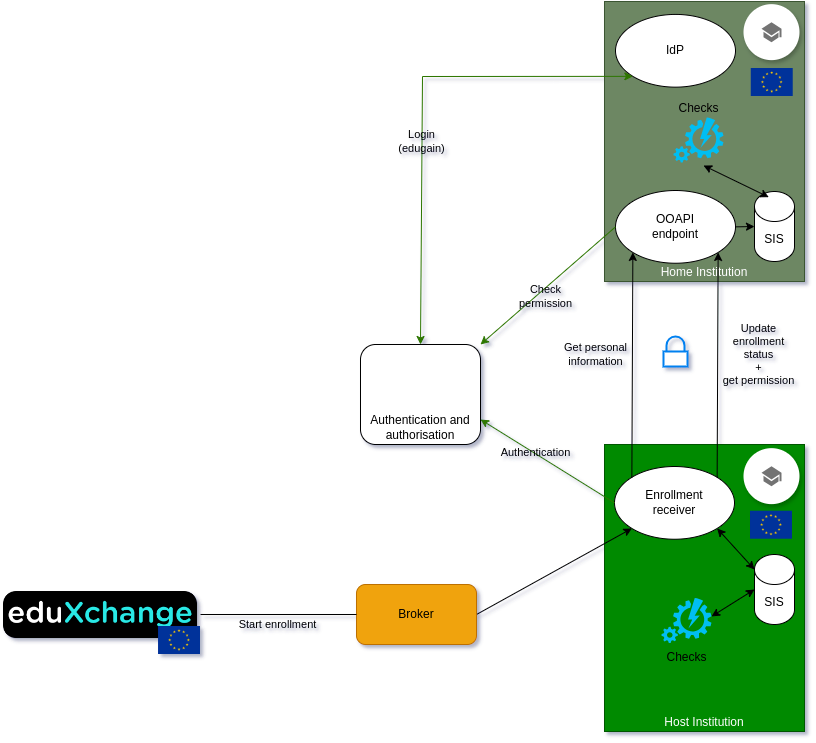 IdP
Checks
Login
(edugain)
OOAPI
endpoint
SIS
Home Institution
Check
permission
Get personal
information
Update
enrollment
status
+
get permission
Authentication and
authorisation
Authentication
Enrollment
receiver
SIS
Checks
Host Institution
eduXchange
Start enrollment
Broker